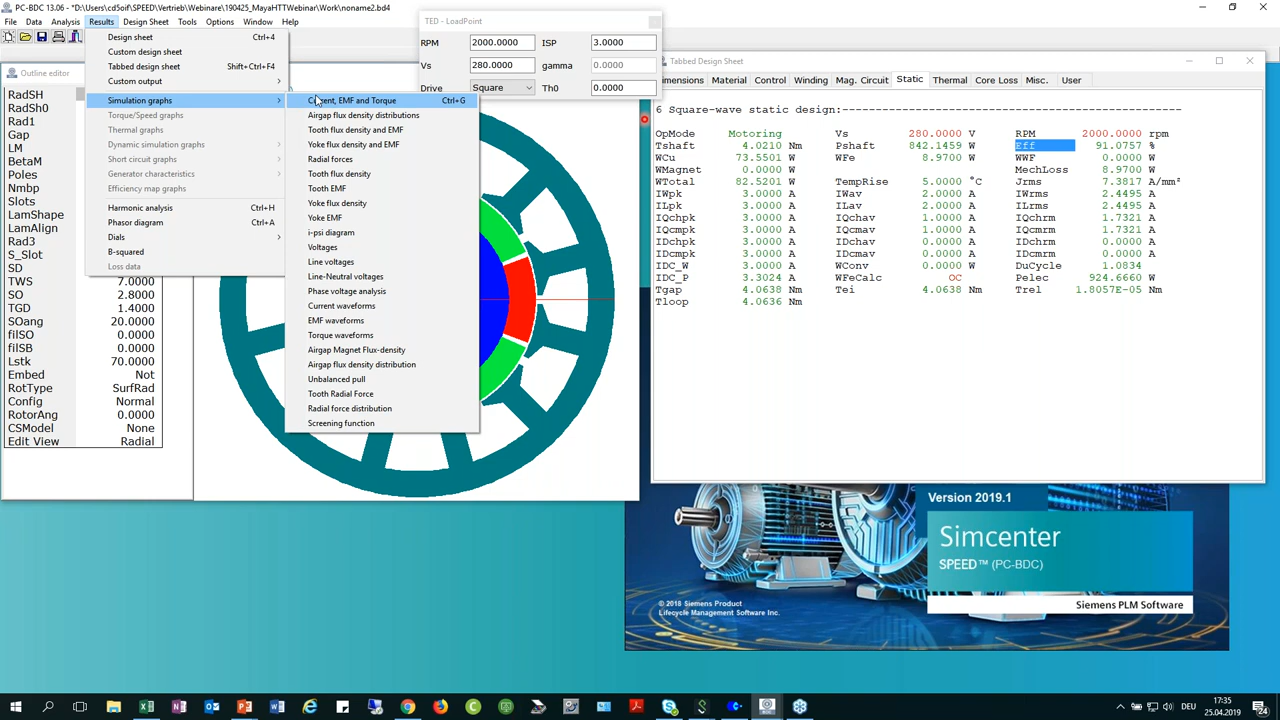 PC-BDC 13.06 - *D:\Users\cd5oif\SPEED\Vertrieb\Webinare\190425_MayaHTTWebinar\Work\noname2.bd4
File Data Analysis Results Design Sheet Tools Options Window Help
Design sheet Ctrl+4
Custom design sheet
Tabbed design sheet Shift+Ctrl+F4
Custom output
Simulation graphs
Torque/Speed graphs
Thermal graphs
Dynamic simulation graphs
Short circuit graphs
Generator characteristics
Efficiency map graphs
Harmonic analysis Ctrl+H
Phasor diagram Ctrl+A
Dials
B-squared
Loss data
Current, EMF and Torque Ctrl+G
Airgap flux density distributions
Tooth flux density and EMF
Yoke flux density and EMF
Radial forces
Tooth flux density
Tooth EMF
Yoke flux density
Yoke EMF
i-psi diagram
Voltages
Line voltages
Line-Neutral voltages
Phase voltage analysis
Current waveforms
EMF waveforms
Torque waveforms
Airgap Magnet Flux-density
Airgap flux density distribution
Unbalanced pull
Tooth Radial Force
Radial force distribution
Screening function
Outline editor
RadSH
RadSh0
Rad1
Gap
LM
BetaM
Poles
Nmbp
Slots
LamShape
LamAlign
Rad3
S_Slot
SD
TWS 7.0000
SO 2.8000
TGD 1.4000
SOang 20.0000
filSO 0.0000
filSB 0.0000
Lstk 70.0000
Embed Not
RotType SurfRad
Config Normal
RotorAng 0.0000
CSModel None
Edit View Radial
TED - LoadPoint
RPM 2000.0000 ISP 3.0000
Vs 280.0000 gamma 0.0000
Drive Square Th0 0.0000
Tabbed Design Sheet
imensions Material Control Winding Mag. Circuit Static Thermal Core Loss Misc. User
6 Square-wave static design:
OpMode Motoring Vs 280.0000 V RPM 2000.0000 rpm
Tshaft 4.0210 Nm Pshaft 842.1459 W Eff 91.0757 %
WCu 73.5501 W WFe 8.9700 W WWF 0.0000 W
WMagnet 0.0000 W MechLoss 8.9700 W
WTotal 82.5201 W TempRise 5.0000 °C Jrms 7.3817 A/mm²
IWpk 3.0000 A IWav 2.0000 A IWrms 2.4495 A
ILpk 3.0000 A ILav 2.0000 A ILrms 2.4495 A
IQchpk 3.0000 A IQchav 1.0000 A IQchrm 1.7321 A
IQcmpk 3.0000 A IQcmav 1.0000 A IQcmrm 1.7321 A
IDchpk 0.0000 A IDchav 0.0000 A IDchrm 0.0000 A
IDcmpk 3.0000 A IDcmav 0.0000 A IDcmrm 0.0000 A
IDC_W 3.0000 A WConv 0.0000 W DuCycle 1.0834
IDC_P 3.3024 A WFeCalc OC Pelec 924.6660 W
Tgap 4.0638 Nm Tei 4.0638 Nm Trel 1.8057E-05 Nm
Tloop 4.0636 Nm
Version 2019.1
Simcenter
SPEED™ (PC-BDC)
© 2018 Siemens Product
Lifecycle Management Software Inc.
Siemens PLM Software
DEU
17:35
25.04.2019